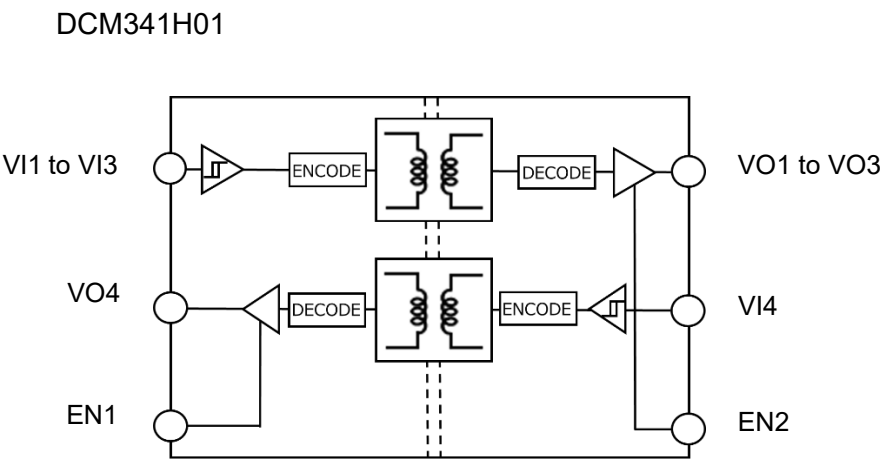 DCM341H01
VI1 to VI3
ENCODE
DECODE
VO1 to VO3
VO4
DECODE
ENCODE
VI4
EN1
EN2